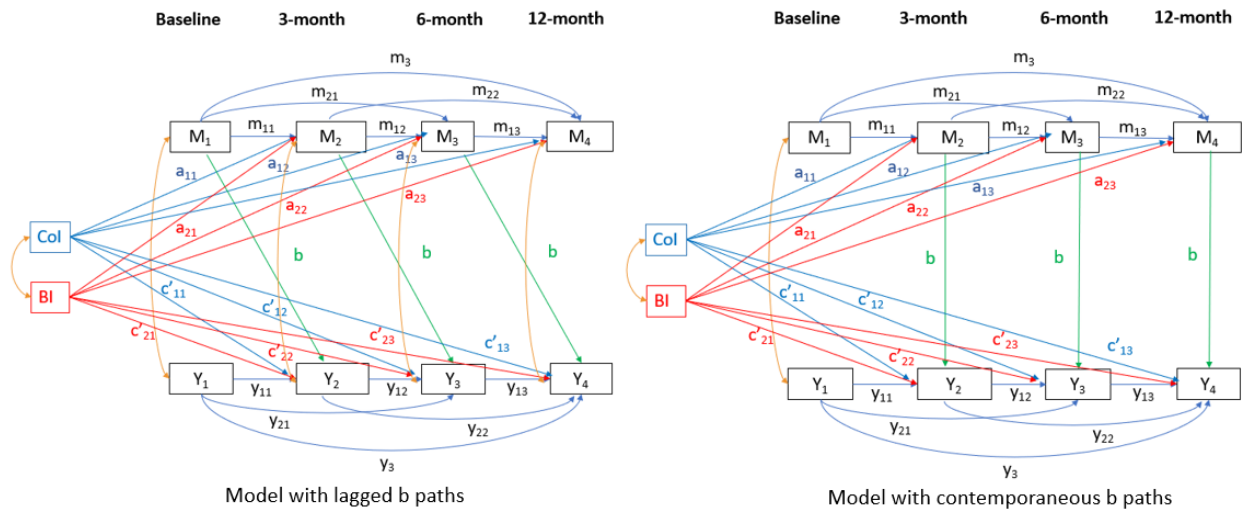 Baseline 3-month 6-month 12-month
m₃
m₂₁ m₂₂
M₁ m₁₁ M₂ m₁₂ M₃ m₁₃ M₄
a₁₁ a₁₂ a₁₃
a₂₁ a₂₂ a₂₃
CoI
BI
b b b
c’₁₁ c’₁₂ c’₁₃
c’₂₁ c’₂₂ c’₂₃
Y₁ y₁₁ Y₂ y₁₂ Y₃ y₁₃ Y₄
y₂₁ y₂₂
y₃
Model with lagged b paths
Baseline 3-month 6-month 12-month
m₃
m₂₁ m₂₂
M₁ m₁₁ M₂ m₁₂ M₃ m₁₃ M₄
a₁₁ a₁₂ a₁₃
a₂₁ a₂₂ a₂₃
CoI
BI
b b b
c’₁₁ c’₁₂ c’₁₃
c’₂₁ c’₂₂ c’₂₃
Y₁ y₁₁ Y₂ y₁₂ Y₃ y₁₃ Y₄
y₂₁ y₂₂
y₃
Model with contemporaneous b paths